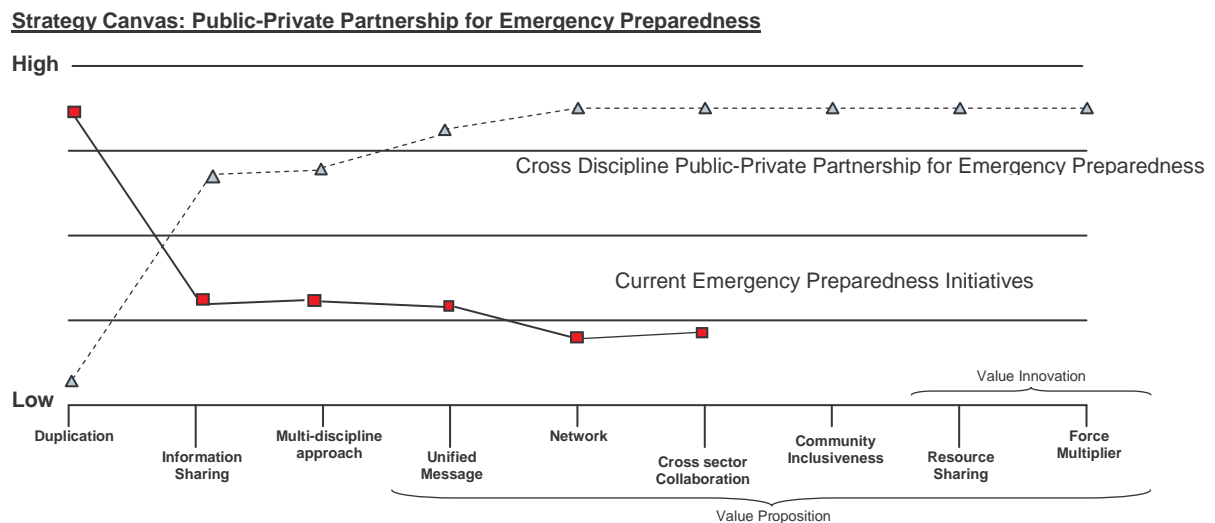 Strategy Canvas: Public-Private Partnership for Emergency Preparedness
High
Cross Discipline Public-Private Partnership for Emergency Preparedness
Current Emergency Preparedness Initiatives
Value Innovation
Low
Duplication
Information
Sharing
Multi-discipline
approach
Unified
Message
Network
Cross sector
Collaboration
Community
Inclusiveness
Resource
Sharing
Force
Multiplier
Value Proposition